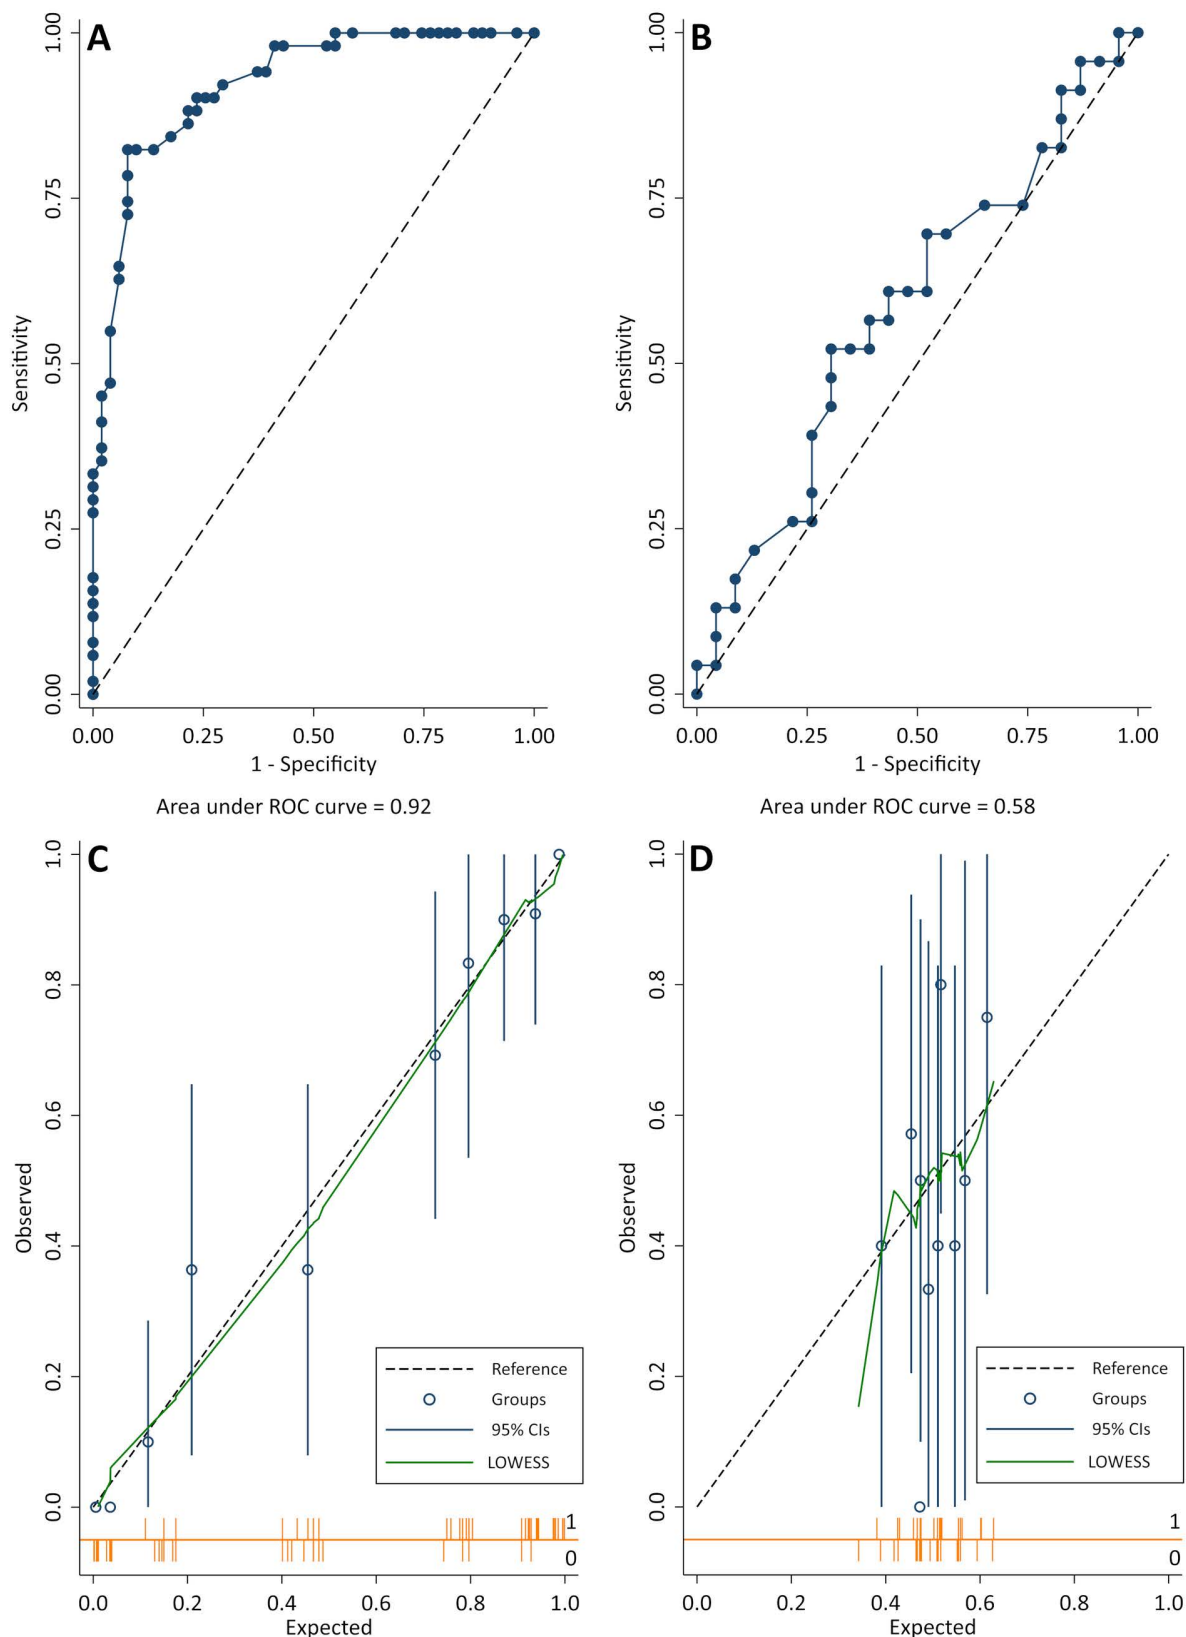 A
Sensitivity
1.00
0.75
0.50
0.25
0.00
0.00 0.25 0.50 0.75 1.00
1 - Specificity
Area under ROC curve = 0.92
B
Sensitivity
1.00
0.75
0.50
0.25
0.00
0.00 0.25 0.50 0.75 1.00
1 - Specificity
Area under ROC curve = 0.58
C
Observed
1.0
0.8
0.6
0.4
0.2
0.0
Reference
Groups
95% CIs
LOWESS
1
0
0.0 0.2 0.4 0.6 0.8 1.0
Expected
D
Observed
1.0
0.8
0.6
0.4
0.2
0.0
Reference
Groups
95% CIs
LOWESS
1
0
0.0 0.2 0.4 0.6 0.8 1.0
Expected